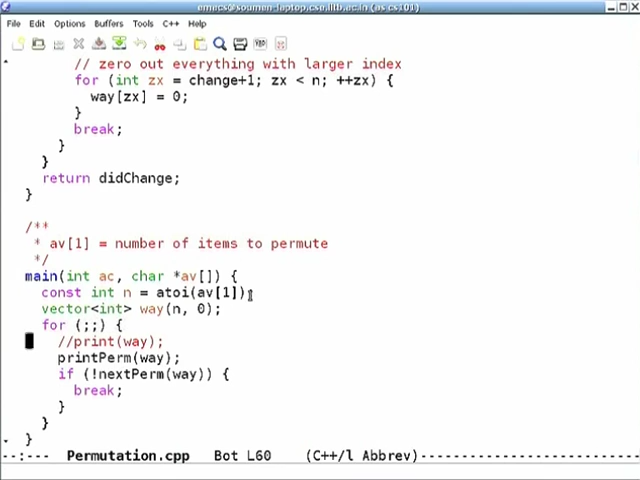 emacs@soumen-laptop.cse.iitb.ac.in (as cs101)
File Edit Options Buffers Tools C++ Help
// zero out everything with larger index
for (int zx = change+1; zx < n; ++zx) {
way[zx] = 0;
}
break;
}
}
return didChange;
}
/**
* av[1] = number of items to permute
*/
main(int ac, char *av[]) {
const int n = atoi(av[1]);
vector<int> way(n, 0);
for (;;) {
//print(way);
printPerm(way);
if (!nextPerm(way)) {
break;
}
}
}
--:--- Permutation.cpp Bot L60 (C++/l Abbrev)